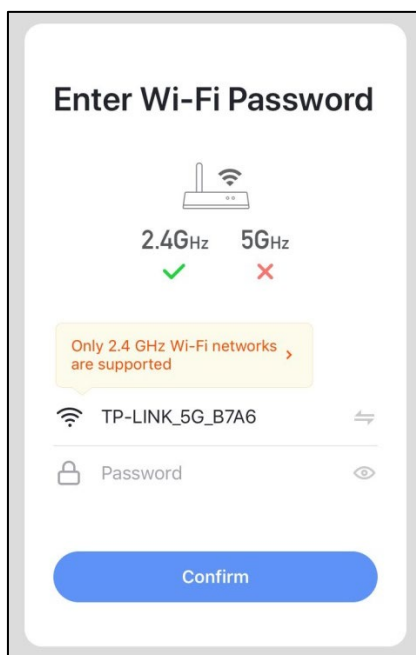 Enter Wi-Fi Password
2.4GHz 5GHz
Only 2.4 GHz Wi-Fi networks
are supported
TP-LINK_5G_B7A6
Password
Confirm